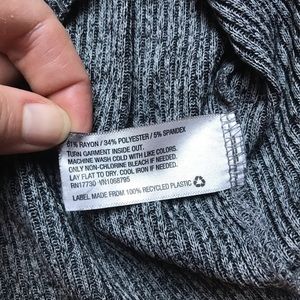 61% RAYON / 34% POLYESTER / 5% SPANDEX
TURN GARMENT INSIDE OUT.
MACHINE WASH COLD WITH LIKE COLORS.
ONLY NON-CHLORINE BLEACH IF NEEDED.
LAY FLAT TO DRY. COOL IRON IF NEEDED.
RN17730 VN1068795
LABEL MADE FROM 100% RECYCLED PLASTIC